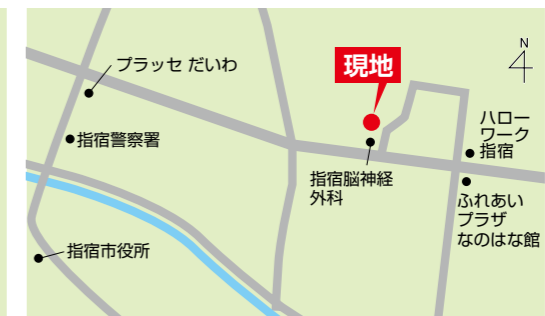 N
現地
プラッセ だいわ
指宿警察署
ハロー
ワーク
指宿
指宿脳神経
外科
ふれあい
プラザ
なのはな館
指宿市役所